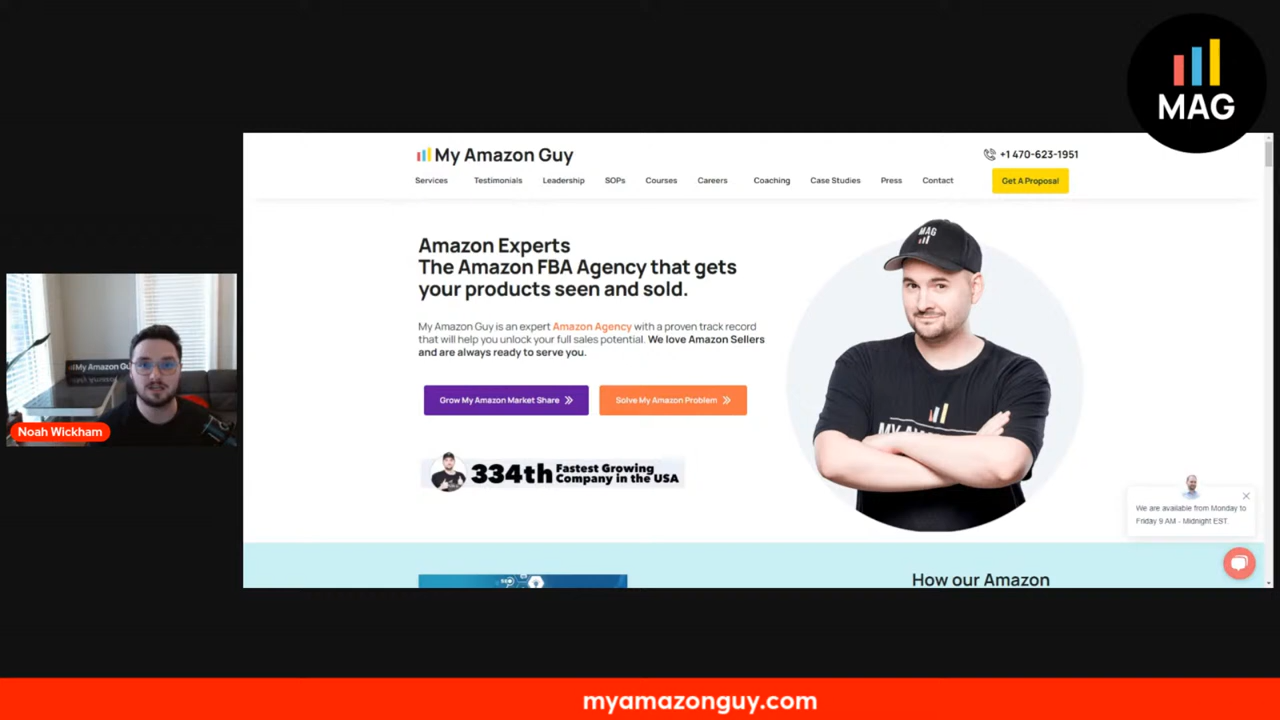 MAG
My Amazon Guy
+1 470-623-1951
Services Testimonials Leadership SOPs Courses Careers Coaching Case Studies Press Contact
Get A Proposal
Amazon Experts
The Amazon FBA Agency that gets
your products seen and sold.
My Amazon Guy is an expert Amazon Agency with a proven track record
that will help you unlock your full sales potential. We love Amazon Sellers
and are always ready to serve you.
Grow My Amazon Market Share
Solve My Amazon Problem
334th Fastest Growing
Company in the USA
MAG
We are available from Monday to
Friday 9 AM - Midnight EST.
How our Amazon
My Amazon Guy
Noah Wickham
myamazonguy.com